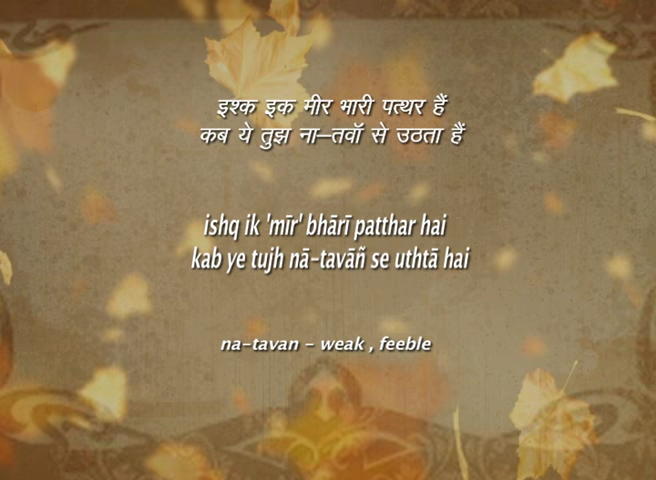 इश्क इक मीर भारी पत्थर हैं
कब ये तुझ ना–तवॉ से उठता हैं
ishq ik 'mīr' bhārī patthar hai
kab ye tujh nā-tavāñ se uthtā hai
na-tavan - weak , feeble